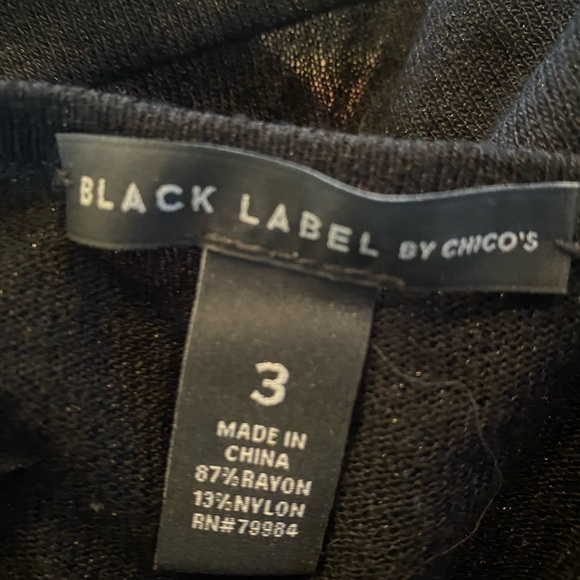 BLACK LABEL BY CHICO'S
3
MADE IN
CHINA
87% RAYON
13% NYLON
RN# 79984